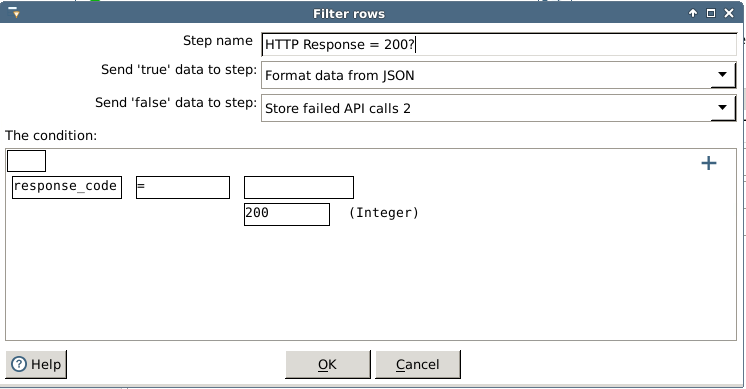 Filter rows
Step name HTTP Response = 200?
Send 'true' data to step: Format data from JSON
Send 'false' data to step: Store failed API calls 2
The condition:
response_code =
200 (Integer)
Help OK Cancel